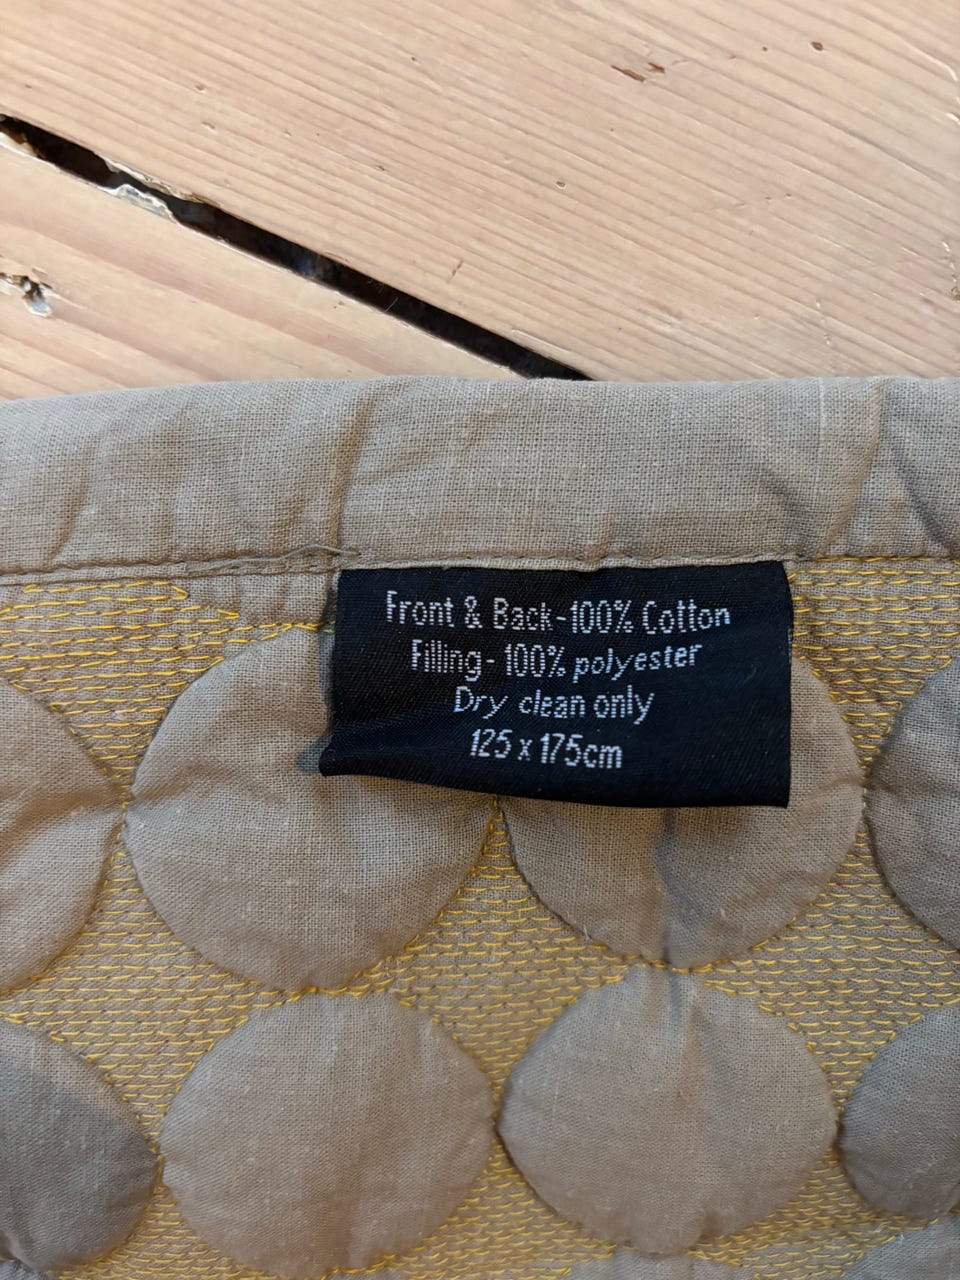 Front & Back-100% Cotton
Filling- 100% polyester
Dry clean only
125 x 175cm